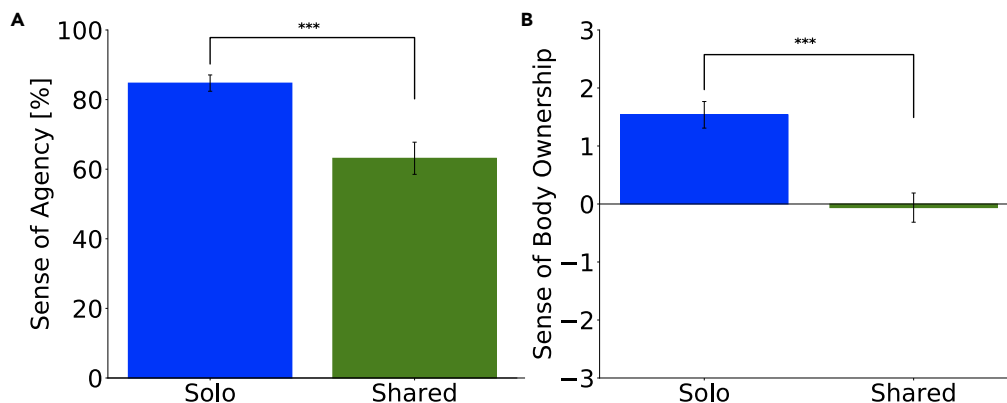 A
Sense of Agency [%]
100
80
60
40
20
0
***
Solo
Shared
B
Sense of Body Ownership
3
2
1
0
−1
−2
−3
***
Solo
Shared